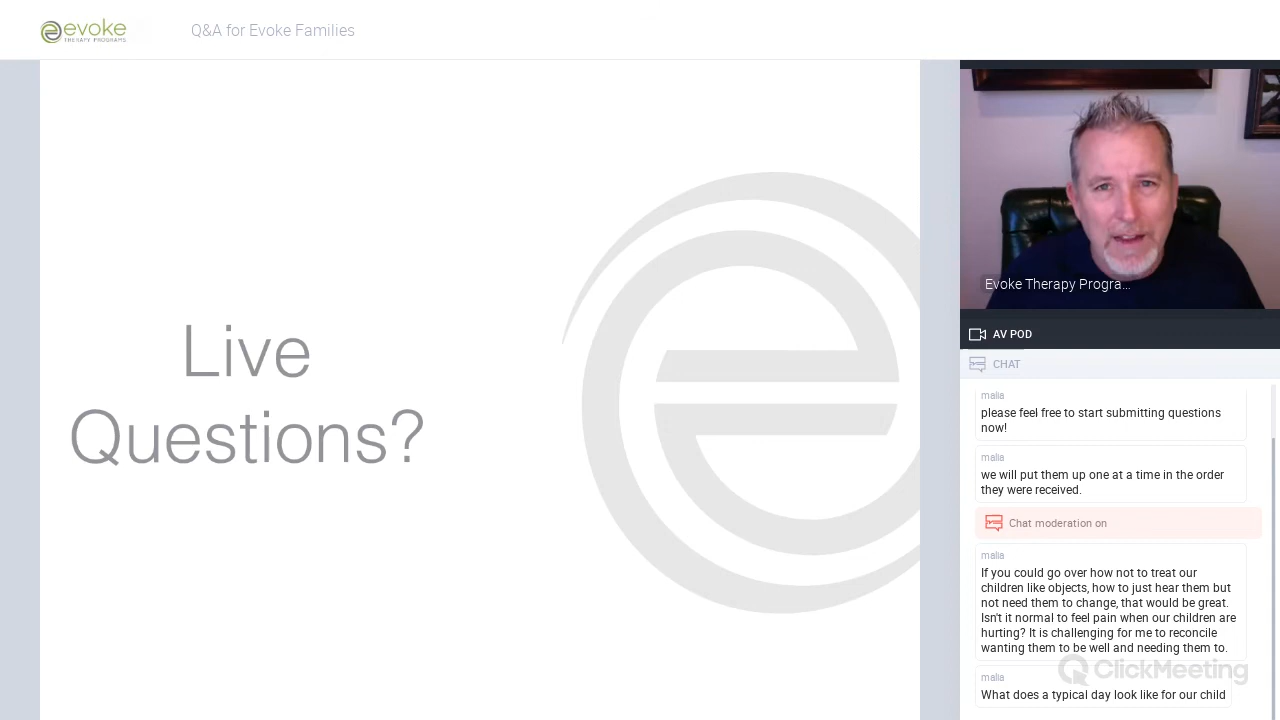 evoke
THERAPY PROGRAMS
Q&A for Evoke Families
Live
Questions?
Evoke Therapy Progra...
AV POD
CHAT
malia
please feel free to start submitting questions
now!
malia
we will put them up one at a time in the order
they were received.
Chat moderation on
malia
If you could go over how not to treat our
children like objects, how to just hear them but
not need them to change, that would be great.
Isn't it normal to feel pain when our children are
hurting? It is challenging for me to reconcile
wanting them to be well and needing them to.
ClickMeeting
malia
What does a typical day look like for our child